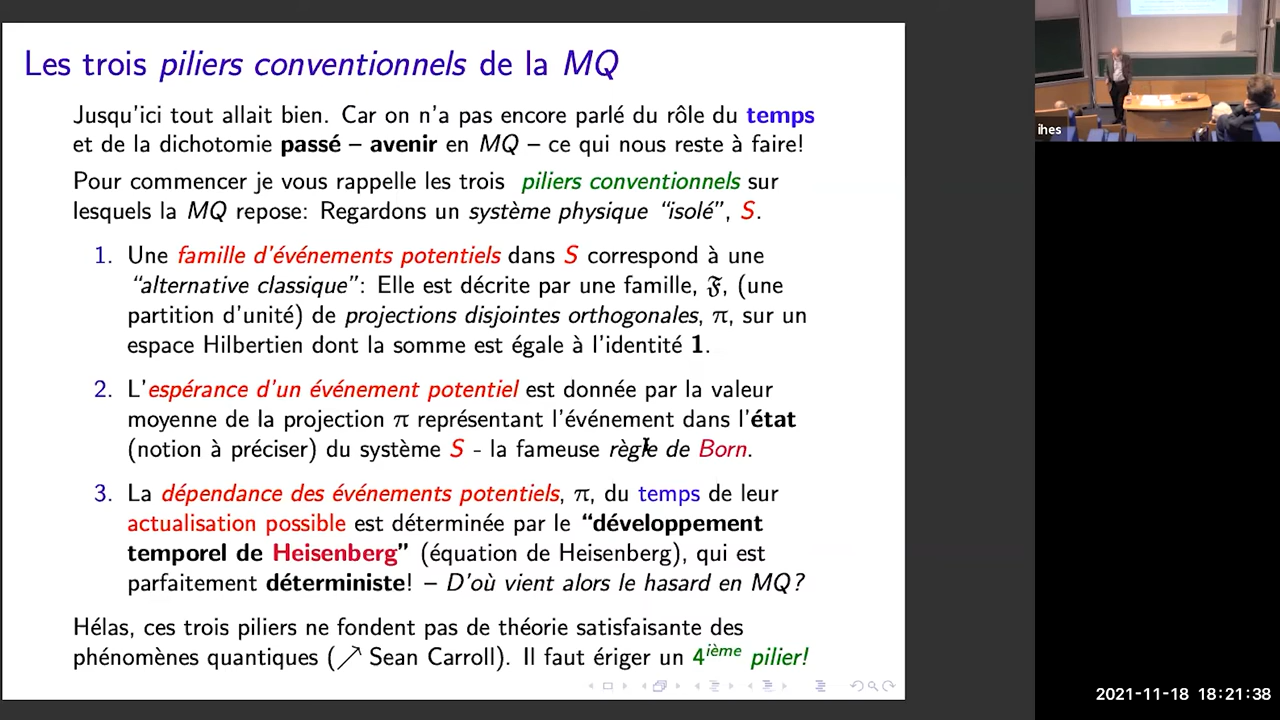 Les trois piliers conventionnels de la MQ
Jusqu'ici tout allait bien. Car on n'a pas encore parlé du rôle du temps
et de la dichotomie passé – avenir en MQ – ce qui nous reste à faire!
Pour commencer je vous rappelle les trois piliers conventionnels sur
lesquels la MQ repose: Regardons un système physique “isolé”, S.
1. Une famille d'événements potentiels dans S correspond à une
“alternative classique”: Elle est décrite par une famille, 𝔉, (une
partition d'unité) de projections disjointes orthogonales, π, sur un
espace Hilbertien dont la somme est égale à l'identité 1.
2. L'espérance d'un événement potentiel est donnée par la valeur
moyenne de la projection π représentant l'événement dans l'état
(notion à préciser) du système S - la fameuse règle de Born.
3. La dépendance des événements potentiels, π, du temps de leur
actualisation possible est déterminée par le “développement
temporel de Heisenberg” (équation de Heisenberg), qui est
parfaitement déterministe! – D'où vient alors le hasard en MQ?
Hélas, ces trois piliers ne fondent pas de théorie satisfaisante des
phénomènes quantiques (↗ Sean Carroll). Il faut ériger un 4ième pilier!
ihes
2021-11-18 18:21:38